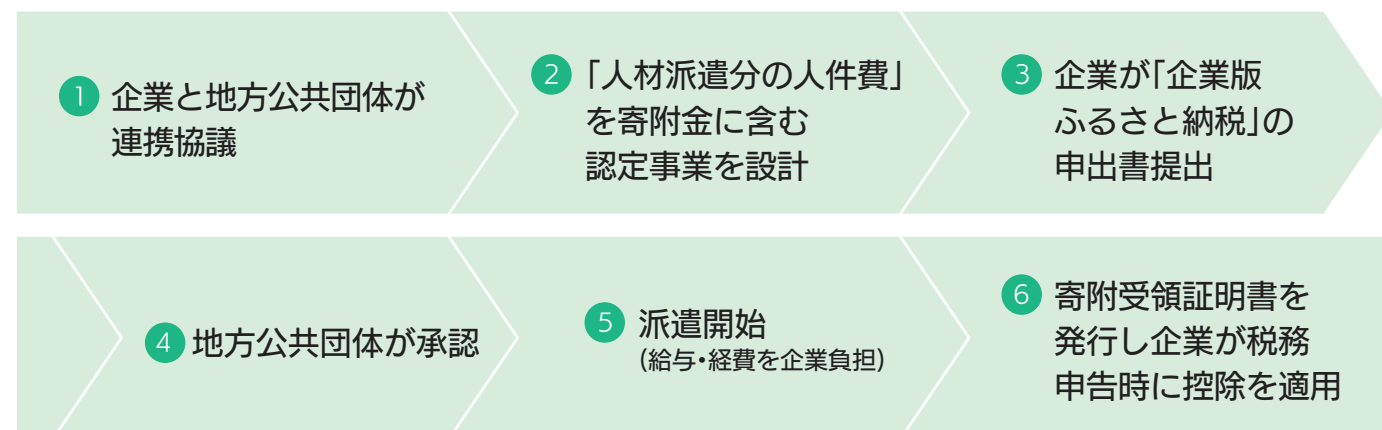 1 企業と地方公共団体が
連携協議
2 「人材派遣分の人件費」
を寄附金に含む
認定事業を設計
3 企業が「企業版
ふるさと納税」の
申出書提出
4 地方公共団体が承認
5 派遣開始
(給与・経費を企業負担)
6 寄附受領証明書を
発行し企業が税務
申告時に控除を適用